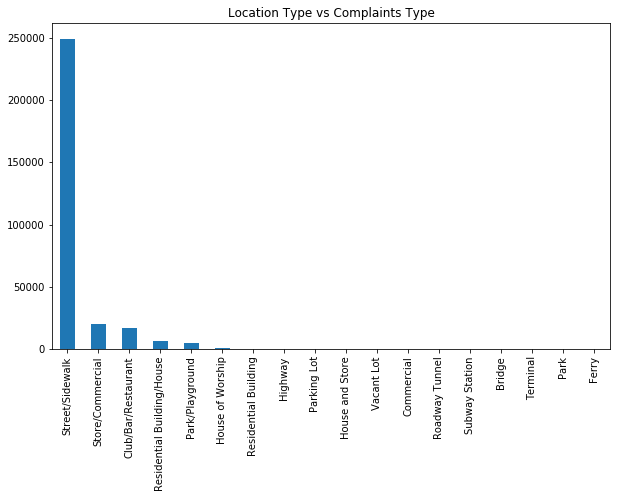 Location Type vs Complaints Type
250000
200000
150000
100000
50000
0
Street/Sidewalk
Store/Commercial
Club/Bar/Restaurant
Residential Building/House
Park/Playground
House of Worship
Residential Building
Highway
Parking Lot
House and Store
Vacant Lot
Commercial
Roadway Tunnel
Subway Station
Bridge
Terminal
Park
Ferry